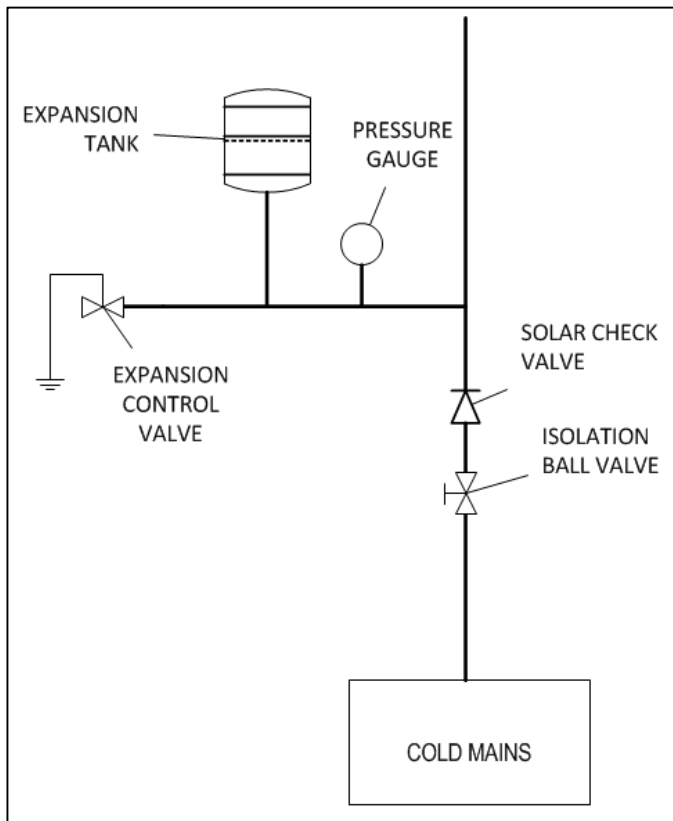 EXPANSION
TANK
PRESSURE
GAUGE
EXPANSION
CONTROL
VALVE
SOLAR CHECK
VALVE
ISOLATION
BALL VALVE
COLD MAINS